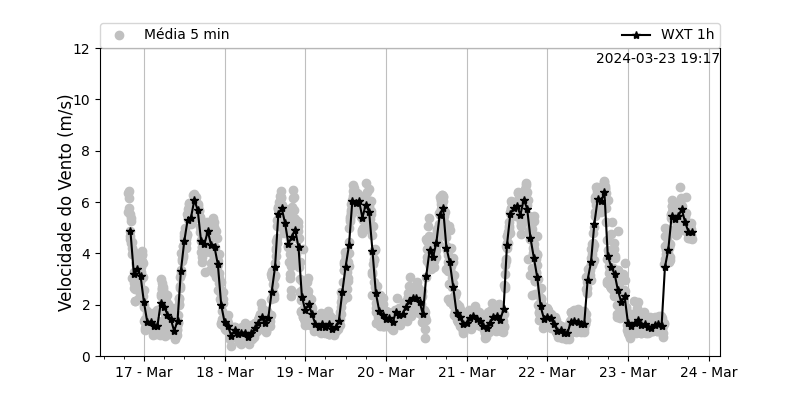 Média 5 min
WXT 1h
2024-03-23 19:17
Velocidade do Vento (m/s)
12
10
8
6
4
2
0
17 - Mar
18 - Mar
19 - Mar
20 - Mar
21 - Mar
22 - Mar
23 - Mar
24 - Mar